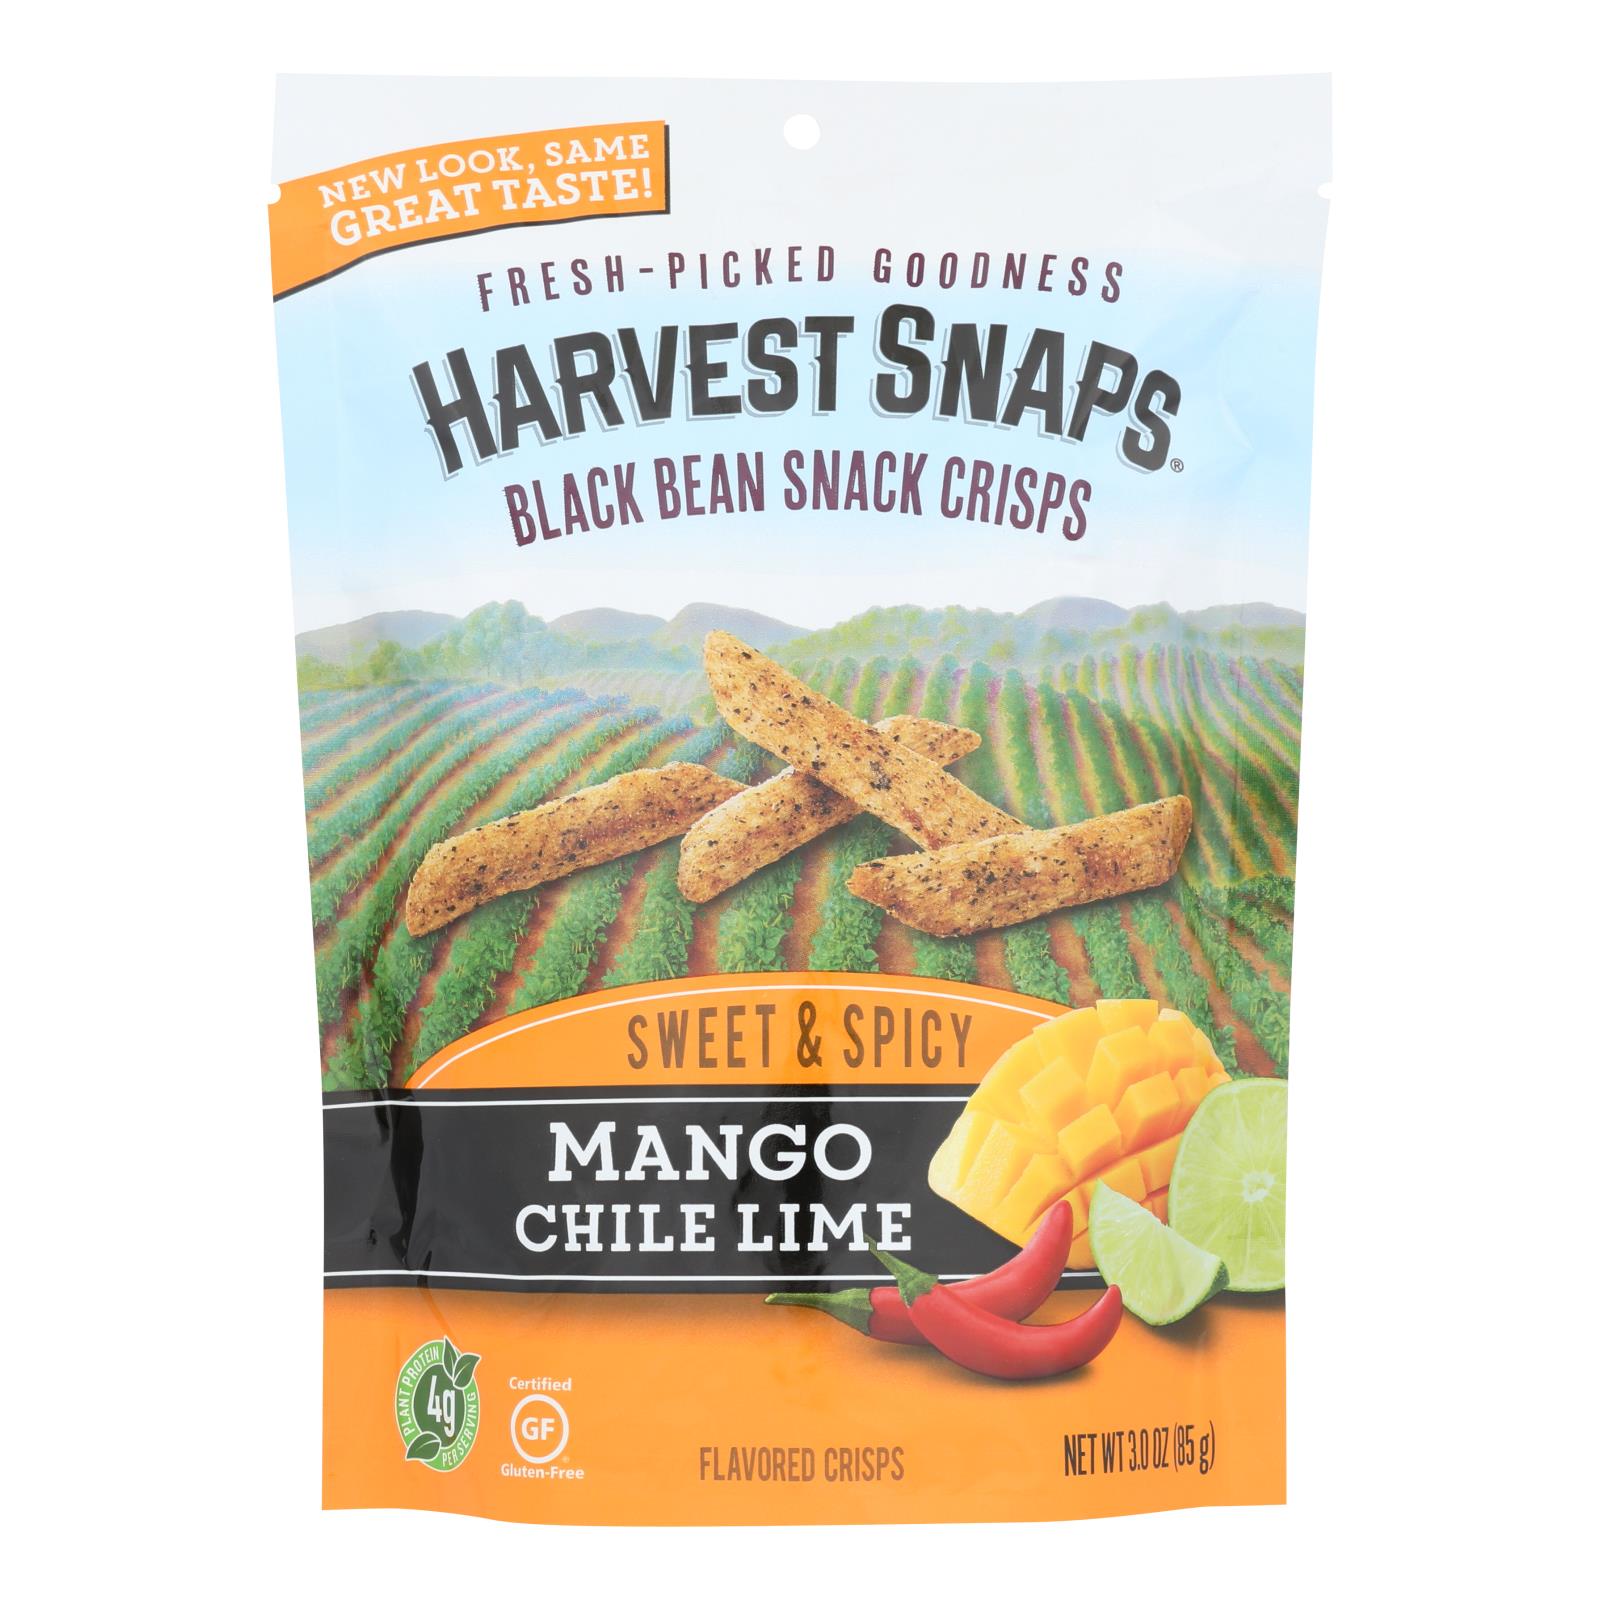 NEW LOOK, SAME
GREAT TASTE!
FRESH-PICKED GOODNESS
HARVEST SNAPS®
BLACK BEAN SNACK CRISPS
SWEET & SPICY
MANGO
CHILE LIME
PLANT PROTEIN
4g
PER SERVING
Certified
GF
Gluten-Free
FLAVORED CRISPS
NET WT 3.0 OZ (85 g)